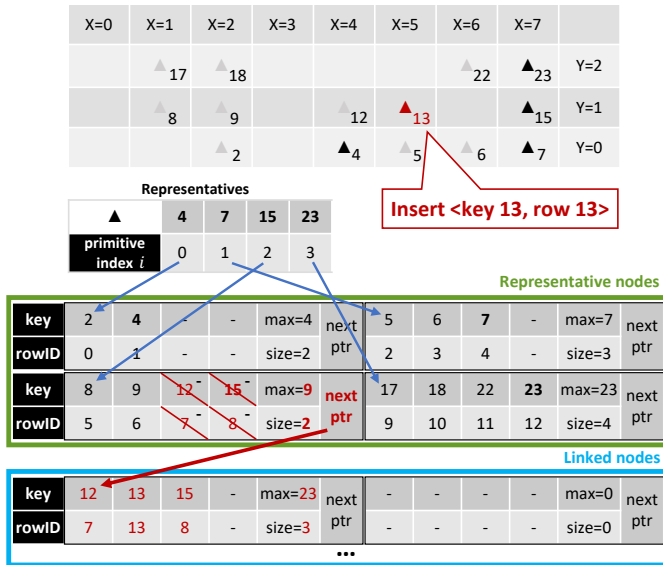 X=0 X=1 X=2 X=3 X=4 X=5 X=6 X=7
17 18 22 23 Y=2
8 9 12 13 15 Y=1
2 4 5 6 7 Y=0
Insert <key 13, row 13>
Representatives
▲ 4 7 15 23
primitive
index i 0 1 2 3
Representative nodes
key 2 4 - - max=4 next ptr 5 6 7 - max=7 next ptr
rowID 0 1 - - size=2 2 3 4 - size=3
key 8 9 12 - 15 - max=9 next ptr 17 18 22 23 max=23 next ptr
rowID 5 6 7 - 8 - size=2 9 10 11 12 size=4
Linked nodes
key 12 13 15 - max=23 next ptr - - - - max=0 next ptr
rowID 7 13 8 - size=3 - - - - size=0
...